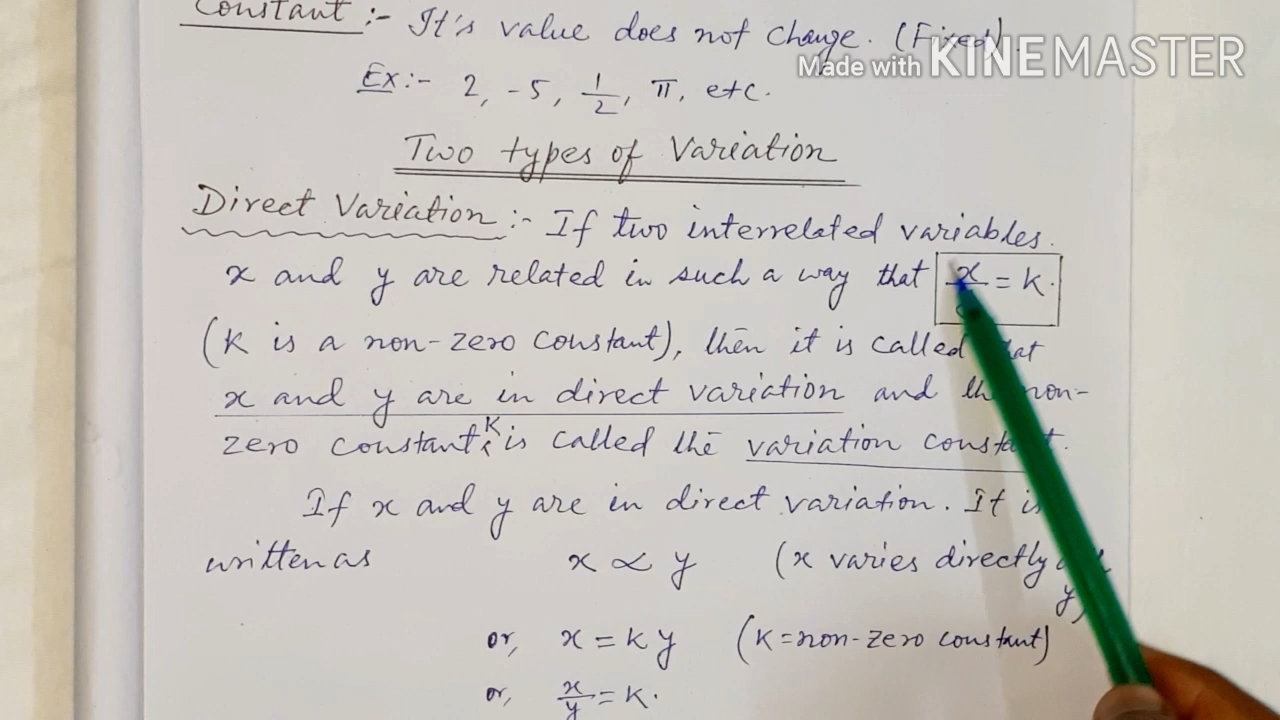 Constant :- It's value does not change. (Fixed).
Made with KINEMASTER
Ex:- 2, -5, 1/2, π, etc.
Two types of Variation
Direct Variation :- If two interrelated variables.
x and y are related in such a way that x = K.
(K is a non-zero constant), then it is called
x and y are in direct variation and non-
zero constant K is called the variation constant.
If x and y are in direct variation. It
written as x ∝ y (x varies directly
y)
or, x = K y (K = non-zero constant)
or, x/y = K.